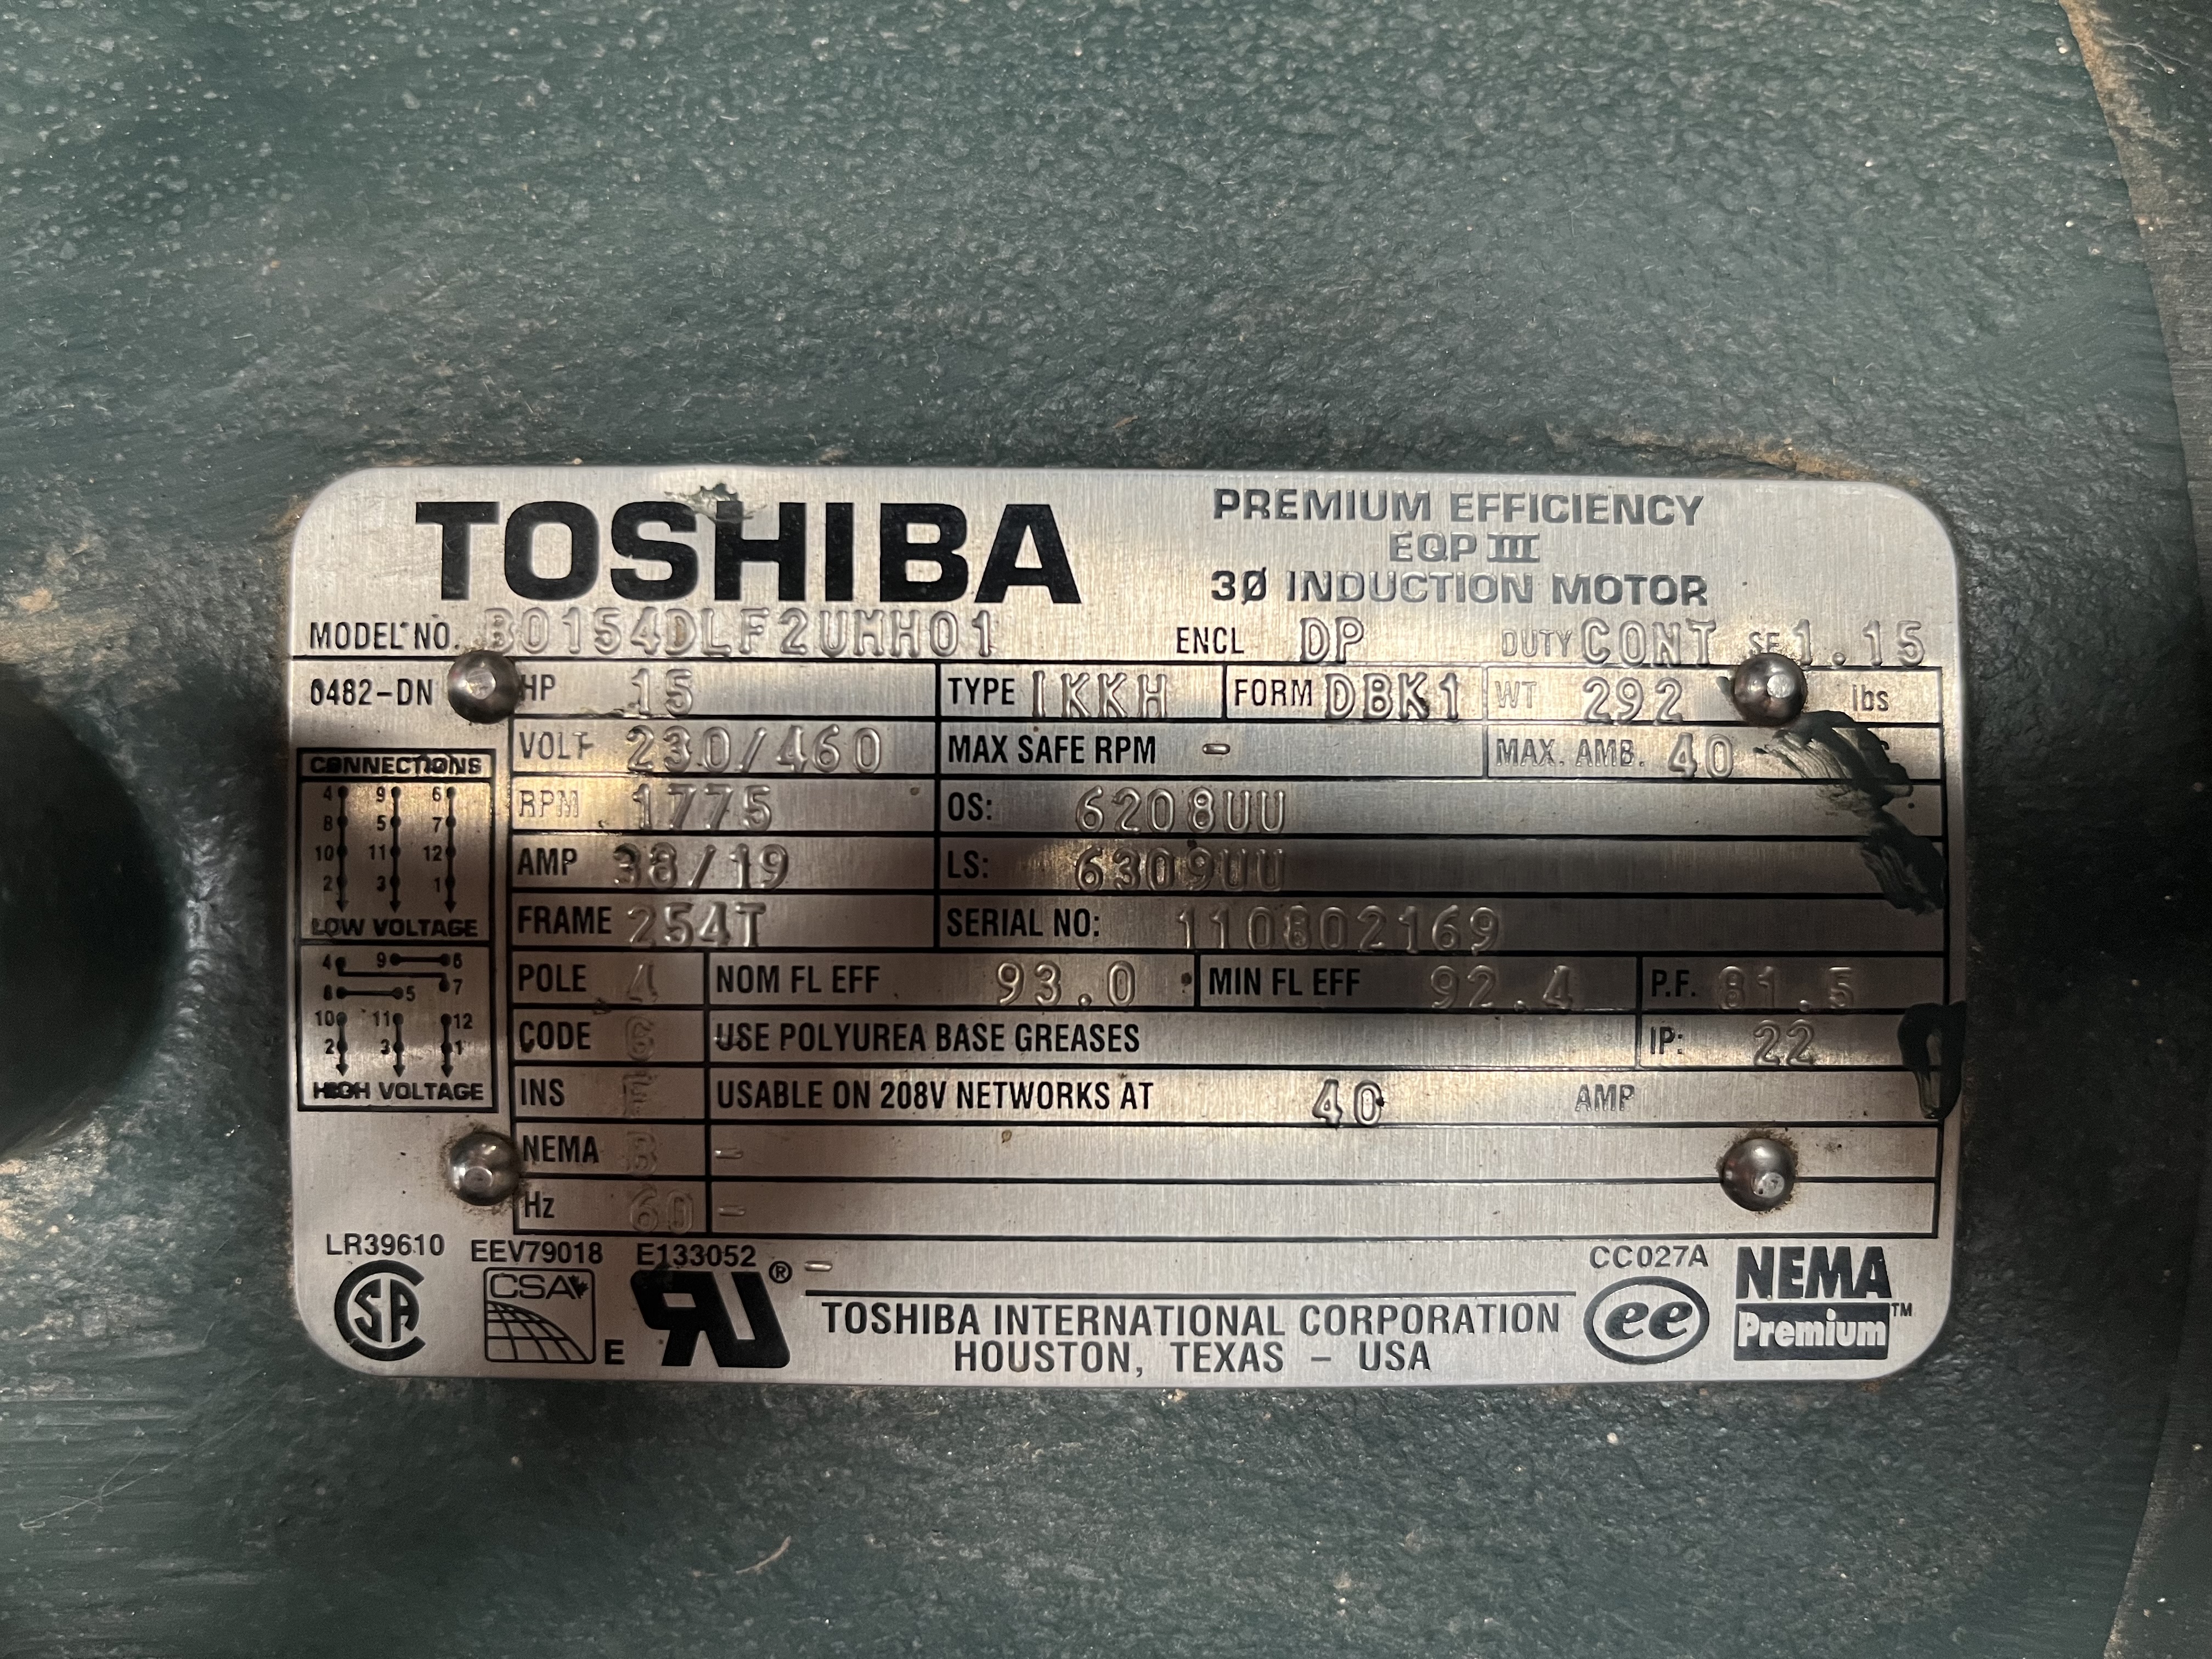 TOSHIBA
PREMIUM EFFICIENCY
EQP III
3Ø INDUCTION MOTOR
MODEL NO. B0154DLF2UMH01 ENCL DP DUTY CONT SF 1.15
0482-DN HP 15 TYPE IKKH FORM DBK1 WT 292 lbs
VOLT 230/460 MAX SAFE RPM - MAX. AMB. 40
RPM 1775 OS: 6208UU
AMP 38/19 LS: 6309UU
FRAME 254T SERIAL NO: 110802169
POLE 4 NOM FL EFF 93.0 MIN FL EFF 92.4 P.F. 81.5
CODE G USE POLYUREA BASE GREASES IP: 22
INS F USABLE ON 208V NETWORKS AT 40 AMP
NEMA B -
Hz 60 -
CONNECTIONS
4 9 6
8 5 7
10 11 12
2 3 1
LOW VOLTAGE
4 9 6
7
8 5
10 11 12
2 3 1
HIGH VOLTAGE
LR39610 EEV79018 E133052 - CC027A
CSA CSA E UR ® ee NEMA Premium™
TOSHIBA INTERNATIONAL CORPORATION
HOUSTON, TEXAS - USA